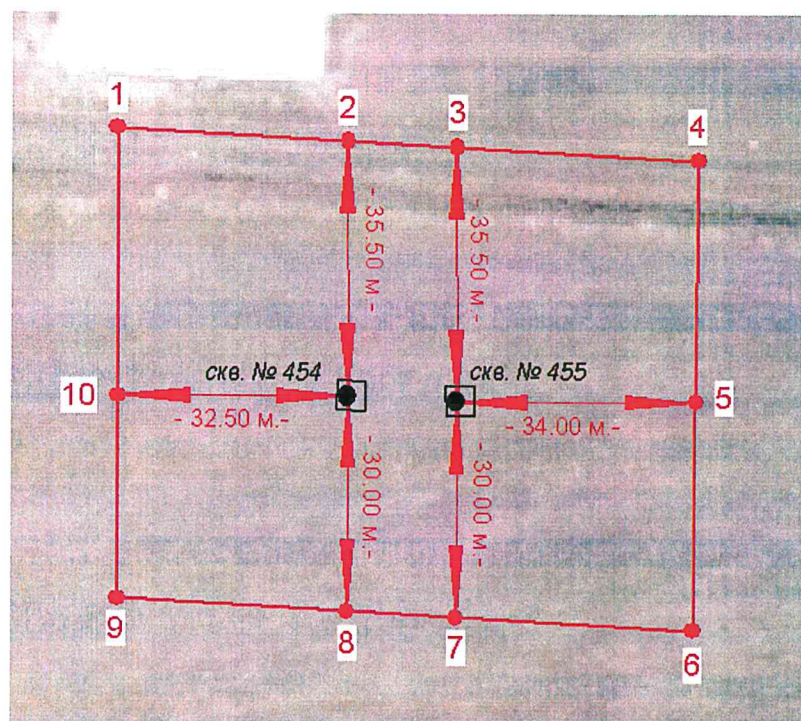 1
2
3
4
- 35.50 м.-
- 35.50 м.-
скв. № 454
скв. № 455
10
5
- 32.50 м.-
- 34.00 м.-
- 30.00 м.-
- 30.00 м.-
9
8
7
6